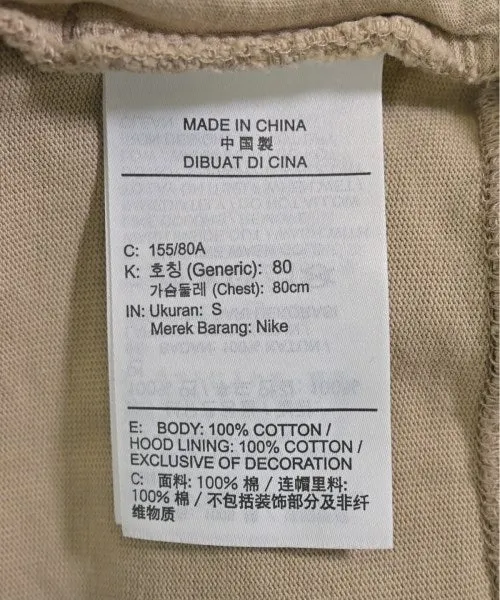 MADE IN CHINA
中国製
DIBUAT DI CINA
C: 155/80A
K: 호칭 (Generic): 80
가슴둘레 (Chest): 80cm
IN: Ukuran: S
Merek Barang: Nike
E: BODY: 100% COTTON /
HOOD LINING: 100% COTTON /
EXCLUSIVE OF DECORATION
C: 面料: 100% 棉 / 连帽里料:
100% 棉 / 不包括装饰部分及非纤
维物质